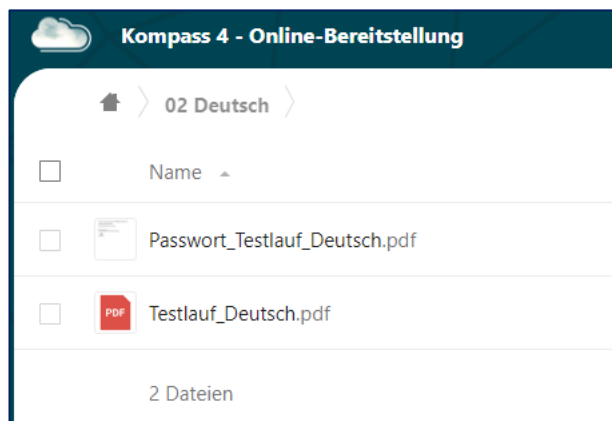 Kompass 4 - Online-Bereitstellung
02 Deutsch
Name
Passwort_Testlauf_Deutsch.pdf
PDF Testlauf_Deutsch.pdf
2 Dateien